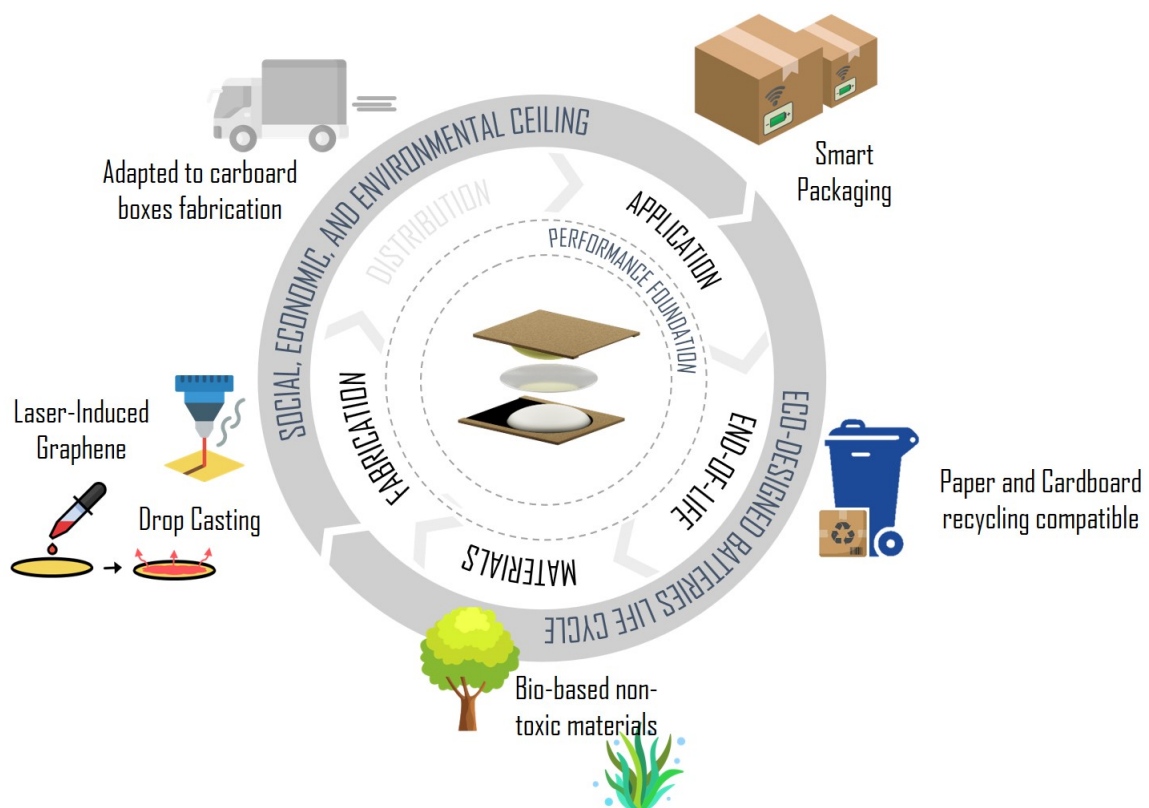 Adapted to carboard
boxes fabrication
Smart
Packaging
SOCIAL, ECONOMIC, AND ENVIRONMENTAL CEILING
DISTRIBUTION
APPLICATION
PERFORMANCE FOUNDATION
Laser-Induced
Graphene
Drop Casting
FABRICATION
END-OF-LIFE
MATERIALS
ECO-DESIGNED BATTERIES LIFE CYCLE
Paper and Cardboard
recycling compatible
Bio-based non-
toxic materials